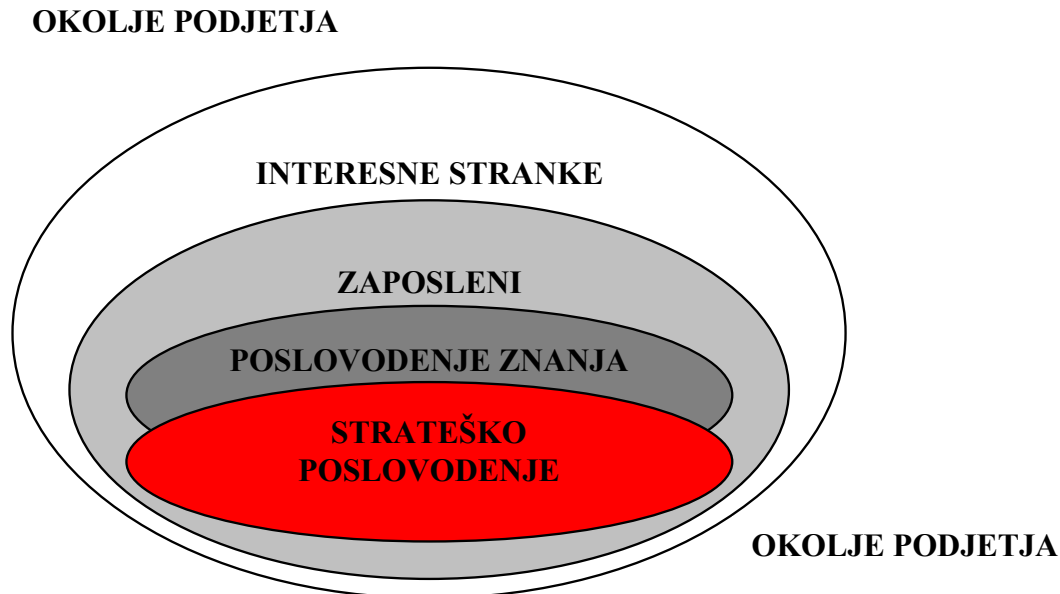 OKOLJE PODJETJA
INTERESNE STRANKE
ZAPOSLENI
POSLOVODENJE ZNANJA
STRATEŠKO
POSLOVODENJE
OKOLJE PODJETJA